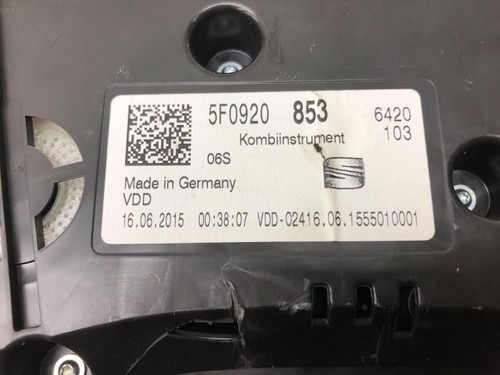 5F0920 853 6420
Kombiinstrument 103
06S
Made in Germany
VDD
16.06.2015 00:38:07 VDD-02416.06.1555010001